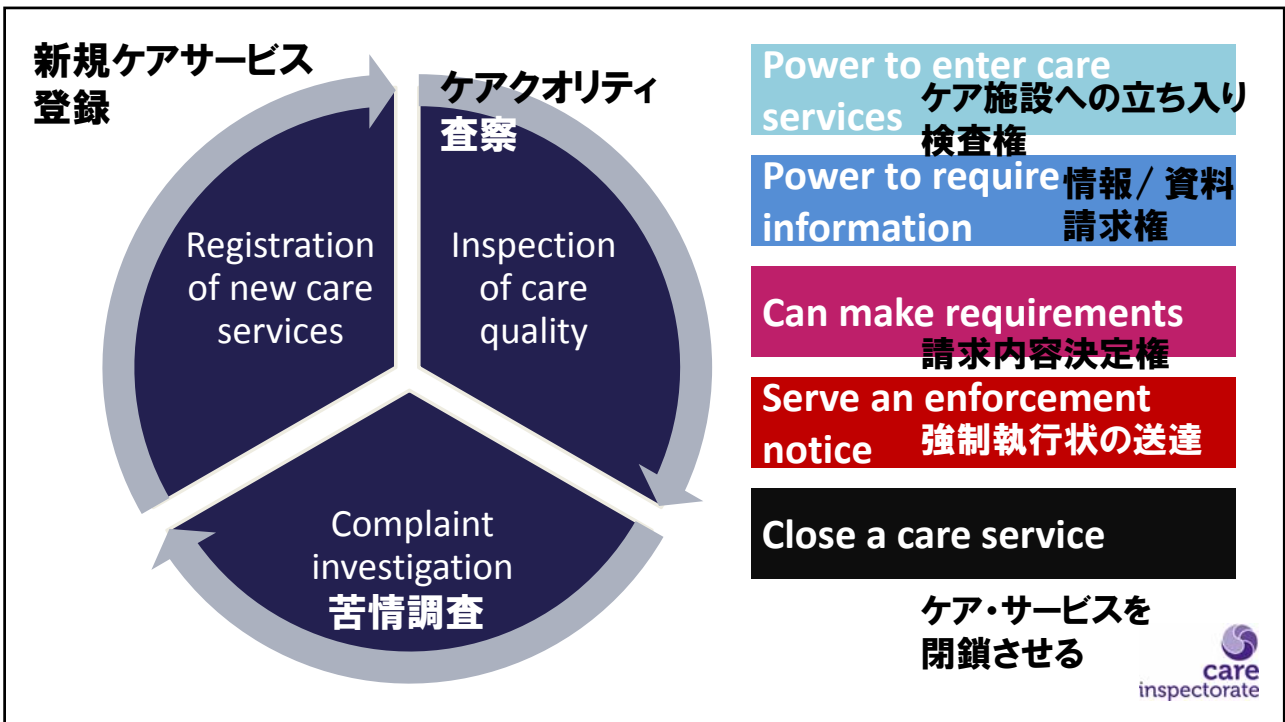 新規ケアサービス
登録
ケアクオリティ
査察
Registration
of new care
services
Inspection
of care
quality
Complaint
investigation
苦情調査
Power to enter care
services
ケア施設への立ち入り
検査権
Power to require
information
情報/ 資料
請求権
Can make requirements
請求内容決定権
Serve an enforcement
notice
強制執行状の送達
Close a care service
ケア・サービスを
閉鎖させる
care
inspectorate